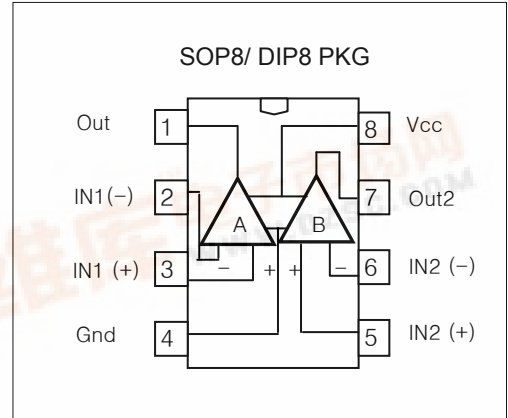 SOP8/ DIP8 PKG
Out 1 8 Vcc
IN1(-) 2 7 Out2
A B
IN1 (+) 3 - + + - 6 IN2 (-)
Gnd 4 5 IN2 (+)